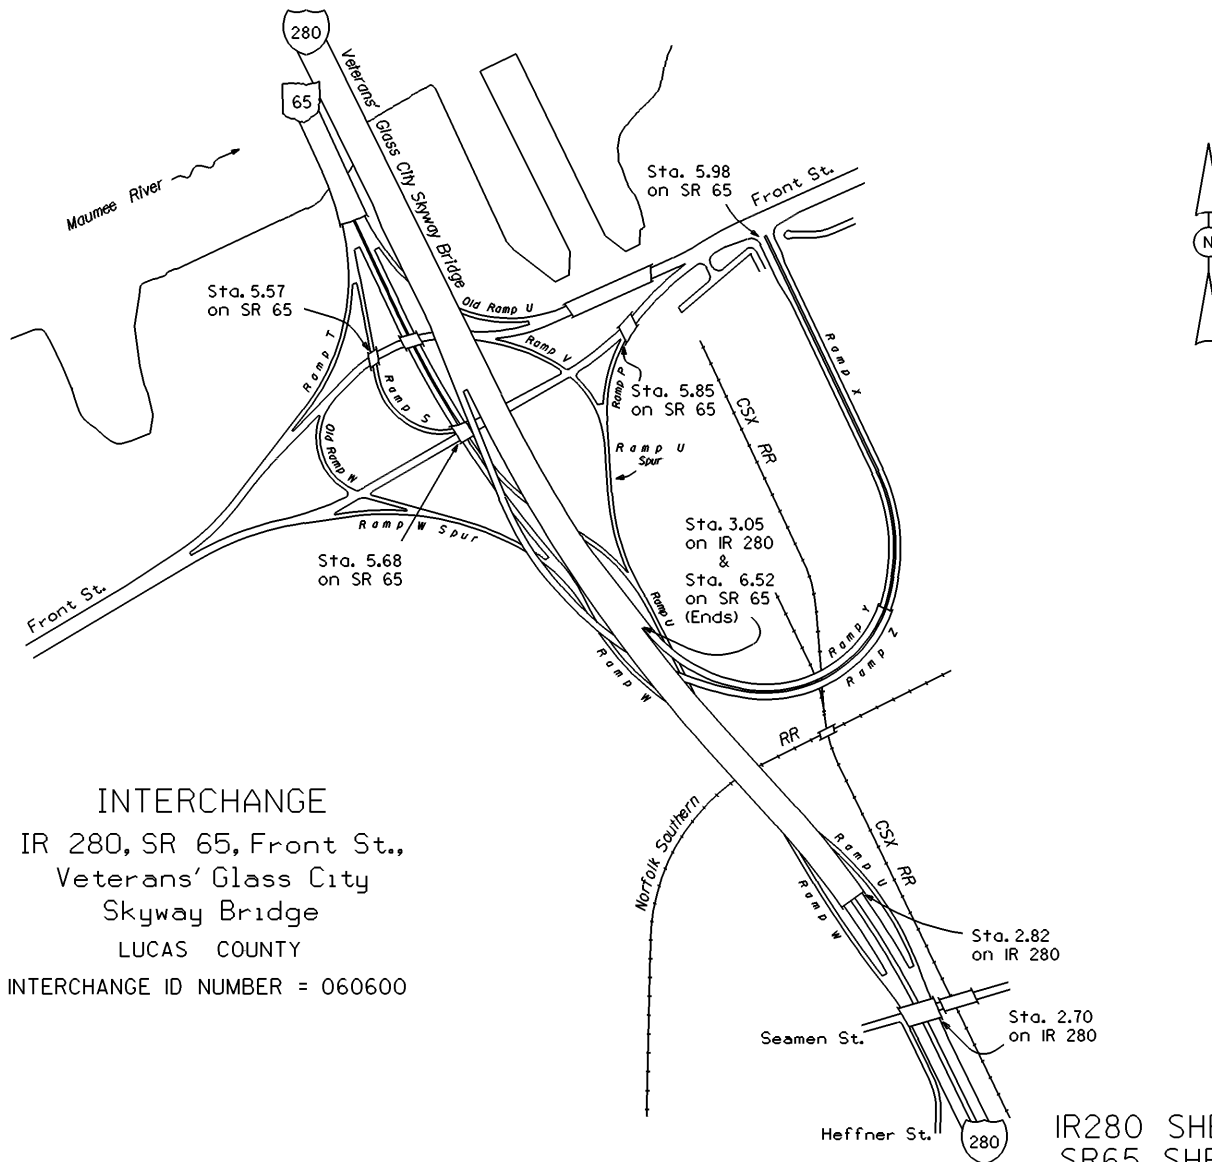 280
65
Veterans' Glass City Skyway Bridge
Maumee River
Sta. 5.98
on SR 65
Front St.
N
Sta. 5.57
on SR 65
Old Ramp U
Ramp T
Ramp V
Ramp X
Ramp S
Ramp P
Sta. 5.85
on SR 65
CSX RR
Old
Ramp W
Ramp U
Spur
Ramp W Spur
Sta. 5.68
on SR 65
Sta. 3.05
on IR 280
&
Sta. 6.52
on SR 65
(Ends)
Front St.
Ramp U
Ramp Y
Ramp Z
Ramp W
RR
Norfolk Southern
INTERCHANGE
IR 280, SR 65, Front St.,
Veterans' Glass City
Skyway Bridge
LUCAS COUNTY
INTERCHANGE ID NUMBER = 060600
Ramp U
CSX RR
Ramp W
Sta. 2.82
on IR 280
Sta. 2.70
on IR 280
Seamen St.
Heffner St.
280
IR280 SHE
SR65 SHE